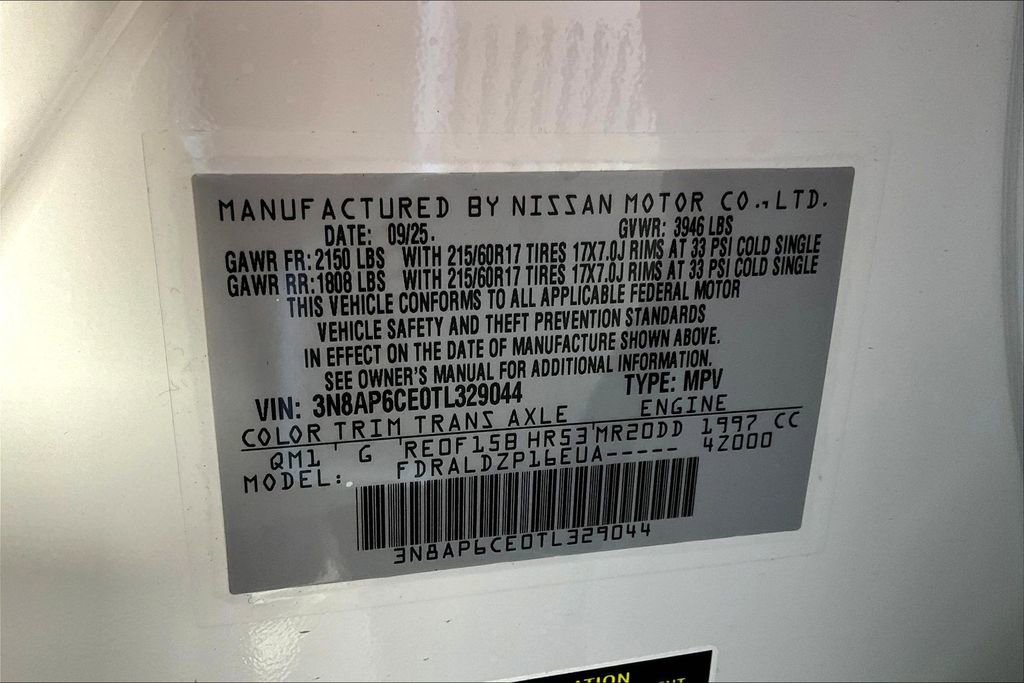 MANUFACTURED BY NISSAN MOTOR CO.,LTD.
DATE: 09/25. GVWR: 3946 LBS
GAWR FR: 2150 LBS WITH 215/60R17 TIRES 17X7.0J RIMS AT 33 PSI COLD SINGLE
GAWR RR: 1808 LBS WITH 215/60R17 TIRES 17X7.0J RIMS AT 33 PSI COLD SINGLE
THIS VEHICLE CONFORMS TO ALL APPLICABLE FEDERAL MOTOR
VEHICLE SAFETY AND THEFT PREVENTION STANDARDS
IN EFFECT ON THE DATE OF MANUFACTURE SHOWN ABOVE.
SEE OWNER'S MANUAL FOR ADDITIONAL INFORMATION.
VIN: 3N8AP6CE0TL329044 TYPE: MPV
COLOR TRIM TRANS AXLE ENGINE
QM1 G RE0F15B HR53 MR20DD 1997 CC
MODEL: FDRALDZP16EUA----- 42000
3N8AP6CE0TL329044